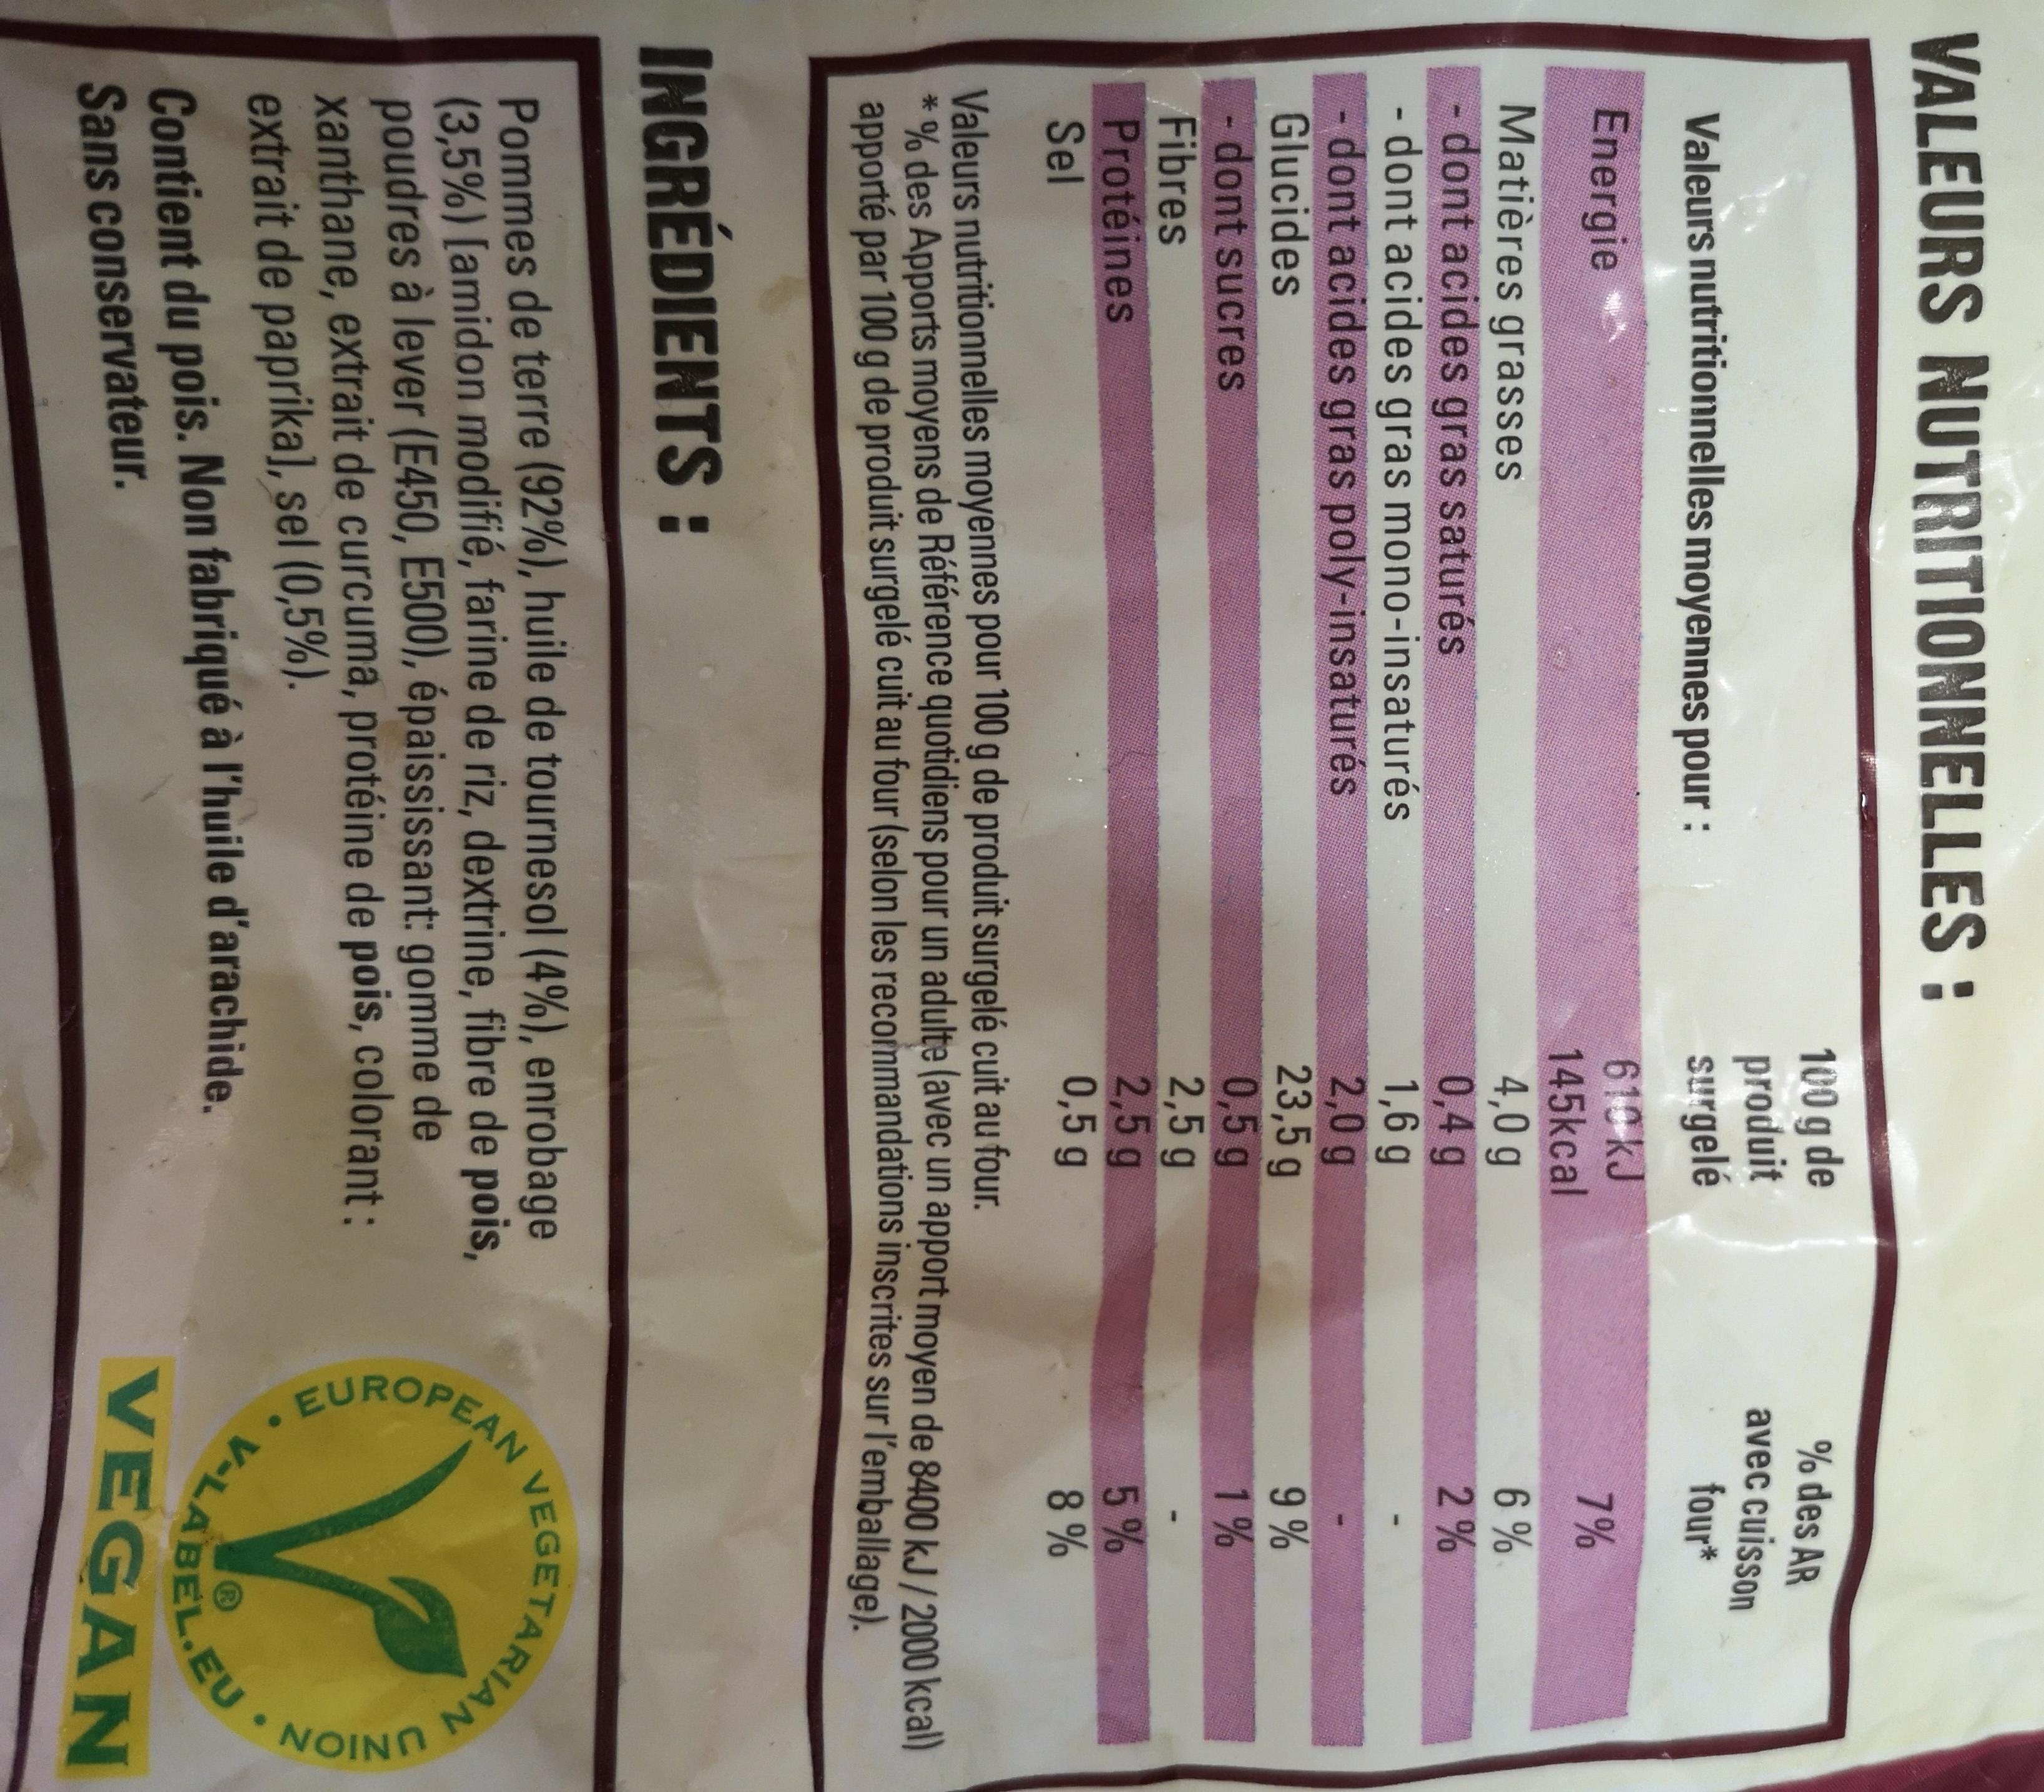 VALEURS NUTRITIONNELLES :
Valeurs nutritionnelles moyennes pour : 100 g de produit surgelé % des AR avec cuisson four*
Energie 610 kJ 145kcal 7%
Matières grasses 4,0 g 6 %
- dont acides gras saturés 0,4 g 2 %
- dont acides gras mono-insaturés 1,6 g -
- dont acides gras poly-insaturés 2,0 g -
Glucides 23,5 g 9 %
- dont sucres 0,5 g 1 %
Fibres 2,5 g -
Protéines 2,5 g 5 %
Sel 0,5 g 8 %
Valeurs nutritionnelles moyennes pour 100 g de produit surgelé cuit au four.
*% des Apports moyens de Référence quotidiens pour un adulte (avec un apport moyen de 8400 kJ / 2000 kcal)
apporté par 100 g de produit surgelé cuit au four (selon les recommandations inscrites sur l'emballage).
INGRÉDIENTS :
Pommes de terre (92%), huile de tournesol (4%), enrobage
(3,5%) [amidon modifié, farine de riz, dextrine, fibre de pois,
poudres à lever (E450, E500), épaississant: gomme de
xanthane, extrait de curcuma, protéine de pois, colorant :
extrait de paprika], sel (0,5%).
Contient du pois. Non fabriqué à l'huile d'arachide.
Sans conservateur.
EUROPEAN VEGETARIAN UNION • V-LABEL.EU •
®
VEGAN